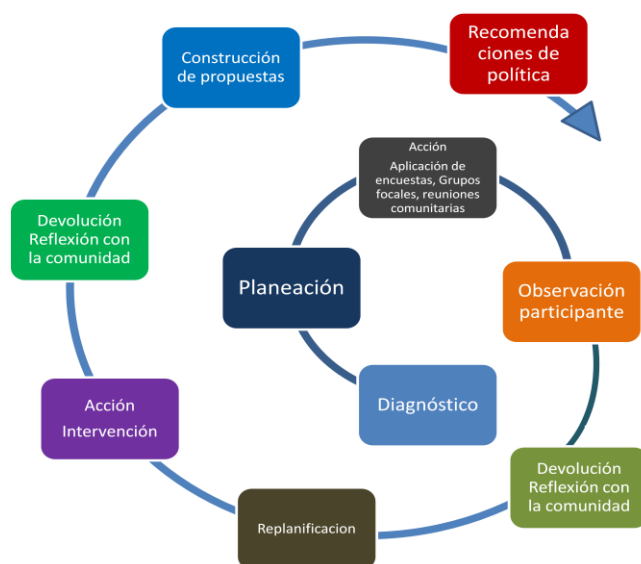 Construcción
de propuestas
Recomenda
ciones de
política
Acción
Aplicación de
encuestas, Grupos
focales, reuniones
comunitarias
Devolución
Reflexión con
la comunidad
Planeación
Observación
participante
Diagnóstico
Acción
Intervención
Devolución
Reflexión con
la comunidad
Replanificacion